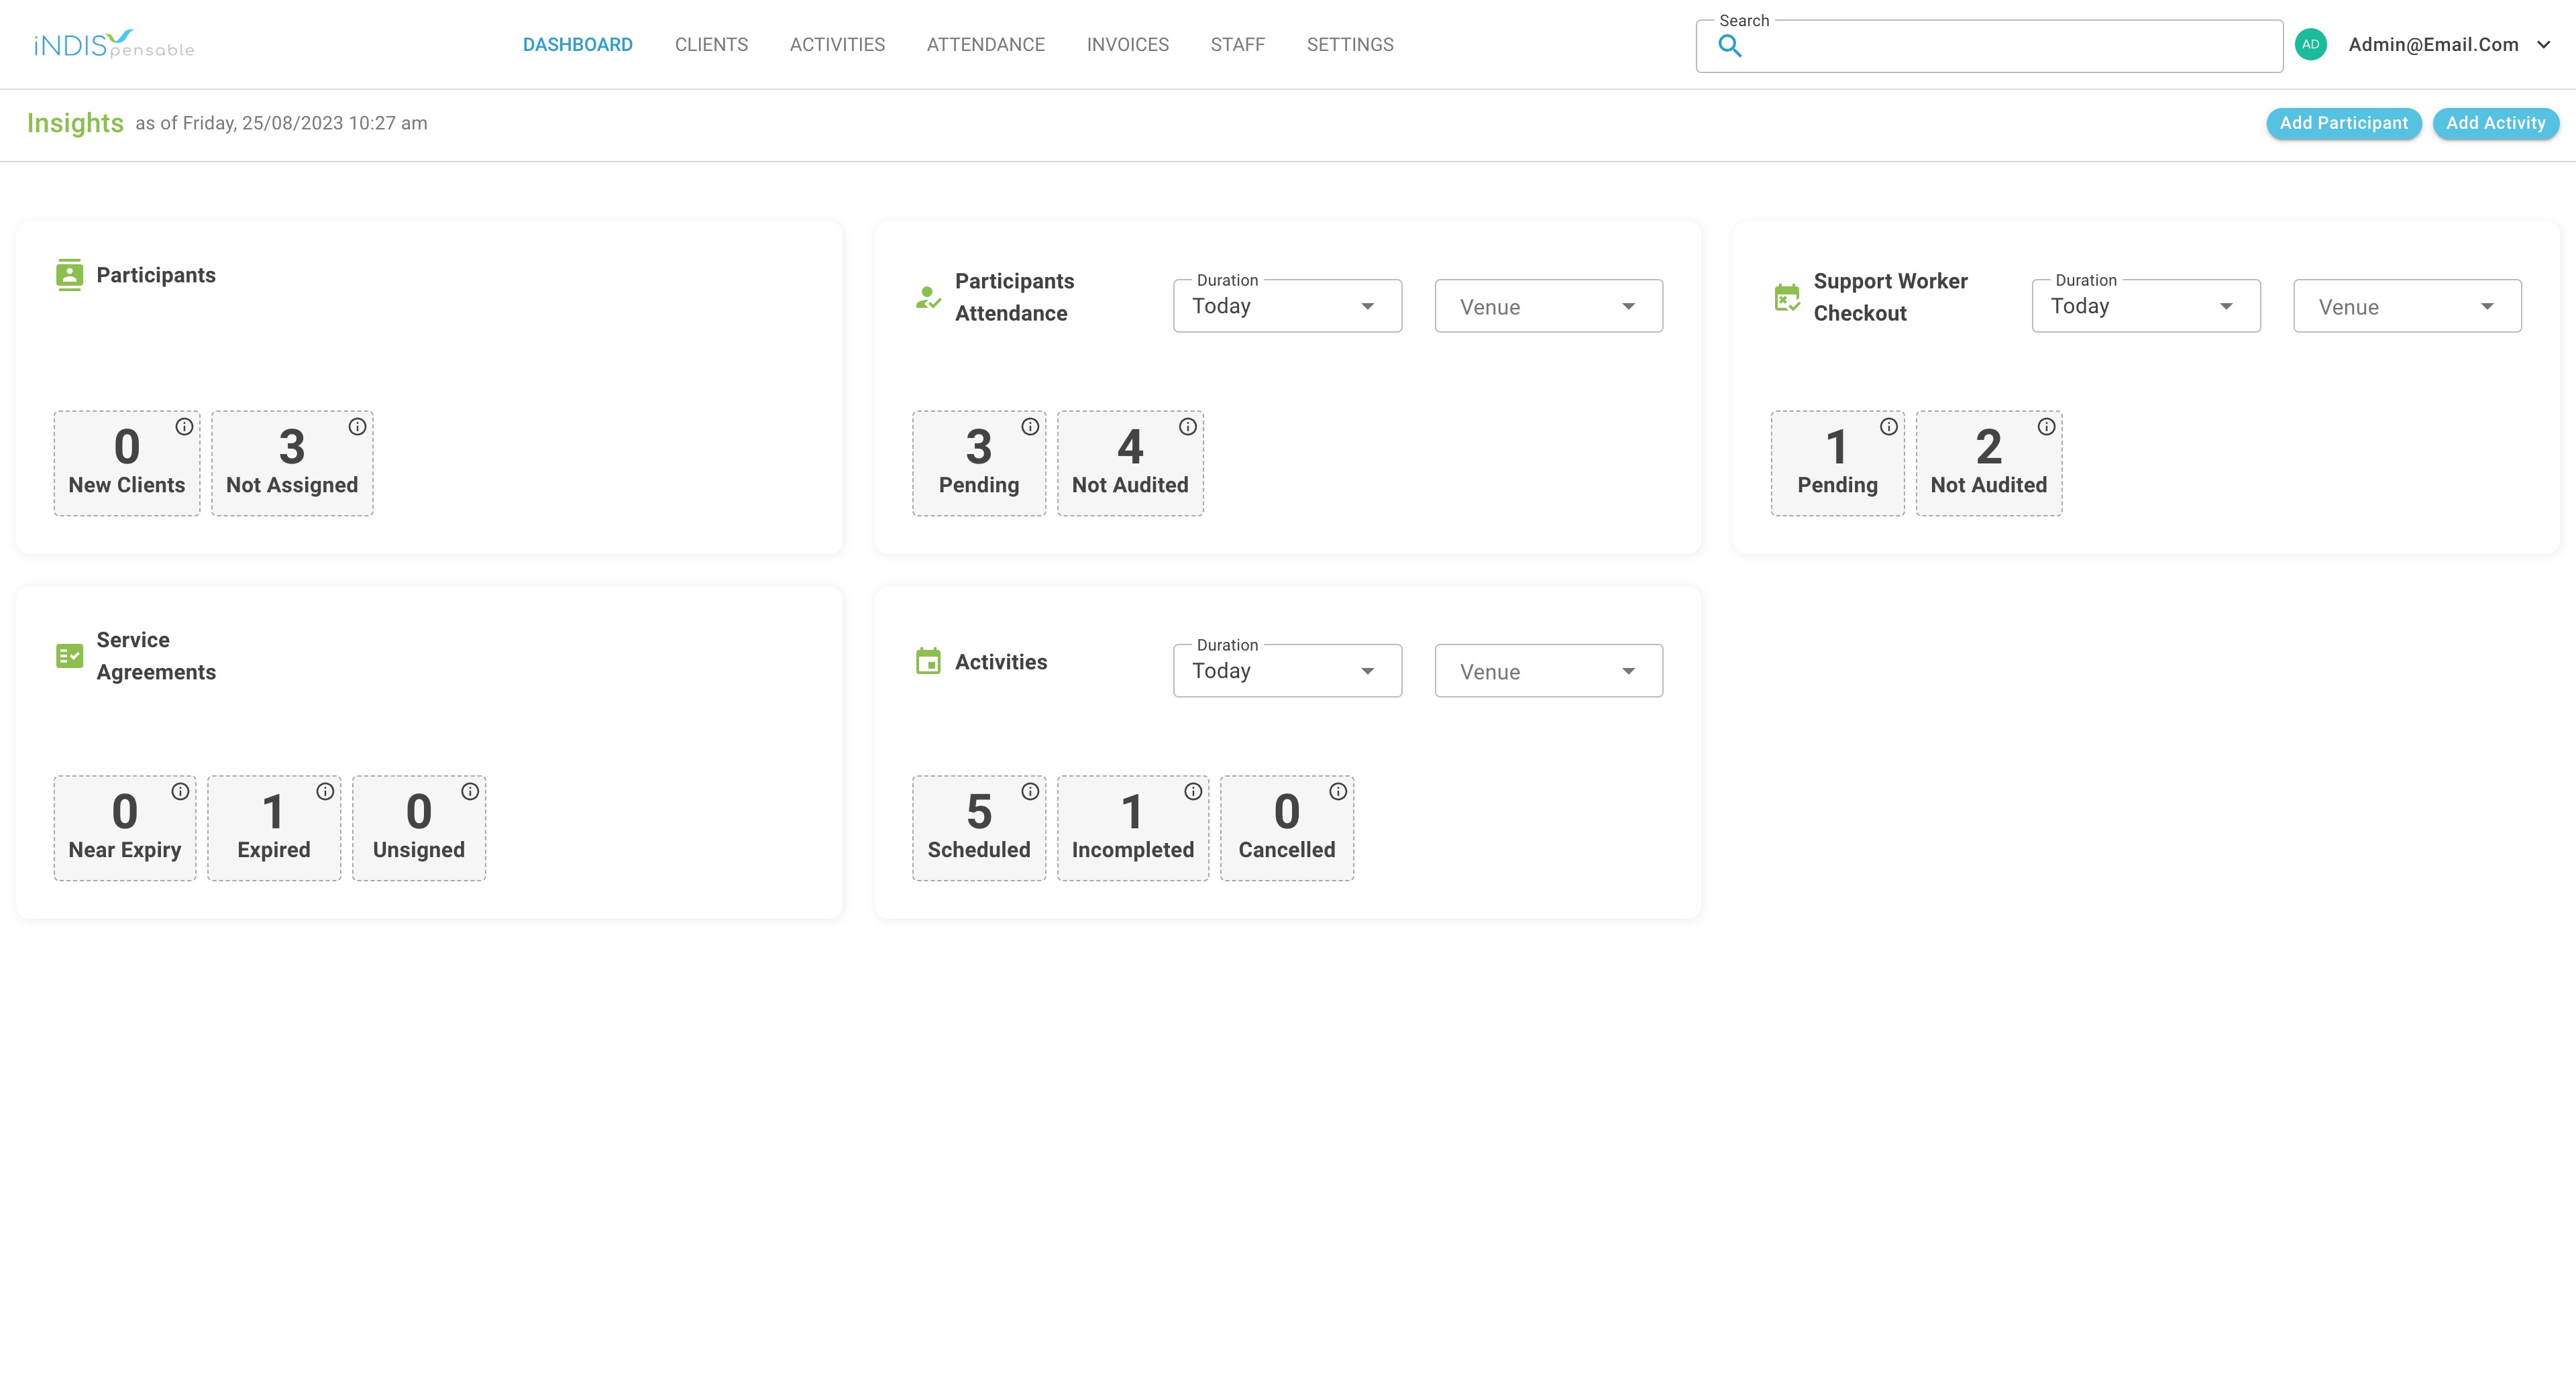 iNDISpensable
DASHBOARD
CLIENTS
ACTIVITIES
ATTENDANCE
INVOICES
STAFF
SETTINGS
Search
AD
Admin@Email.Com
Insights as of Friday, 25/08/2023 10:27 am
Add Participant
Add Activity
Participants
0
New Clients
3
Not Assigned
Participants
Attendance
Duration
Today
Venue
3
Pending
4
Not Audited
Support Worker
Checkout
Duration
Today
Venue
1
Pending
2
Not Audited
Service
Agreements
0
Near Expiry
1
Expired
0
Unsigned
Activities
Duration
Today
Venue
5
Scheduled
1
Incompleted
0
Cancelled